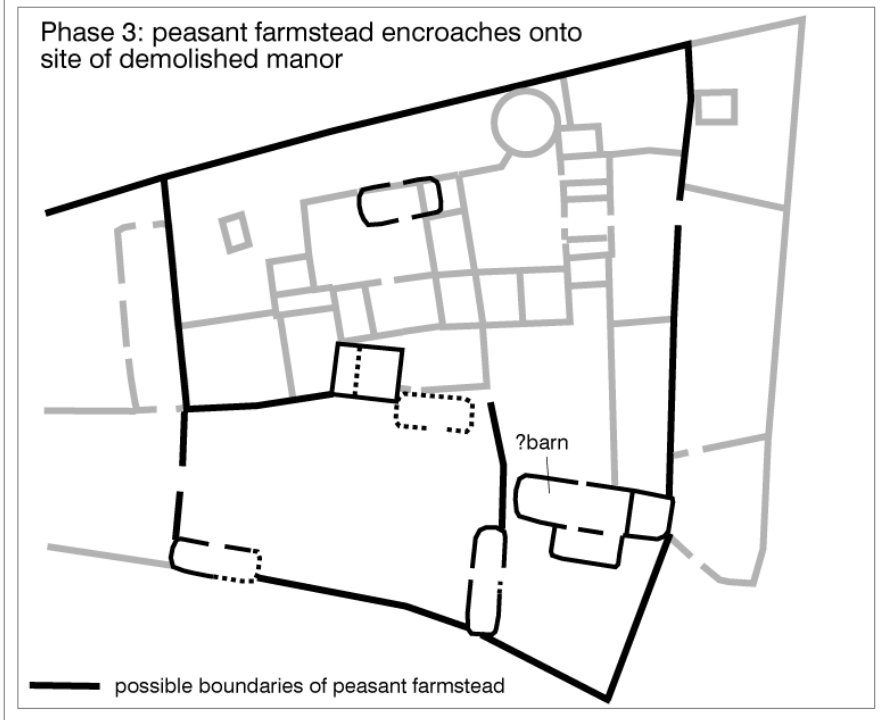 Phase 3: peasant farmstead encroaches onto
site of demolished manor
?barn
possible boundaries of peasant farmstead